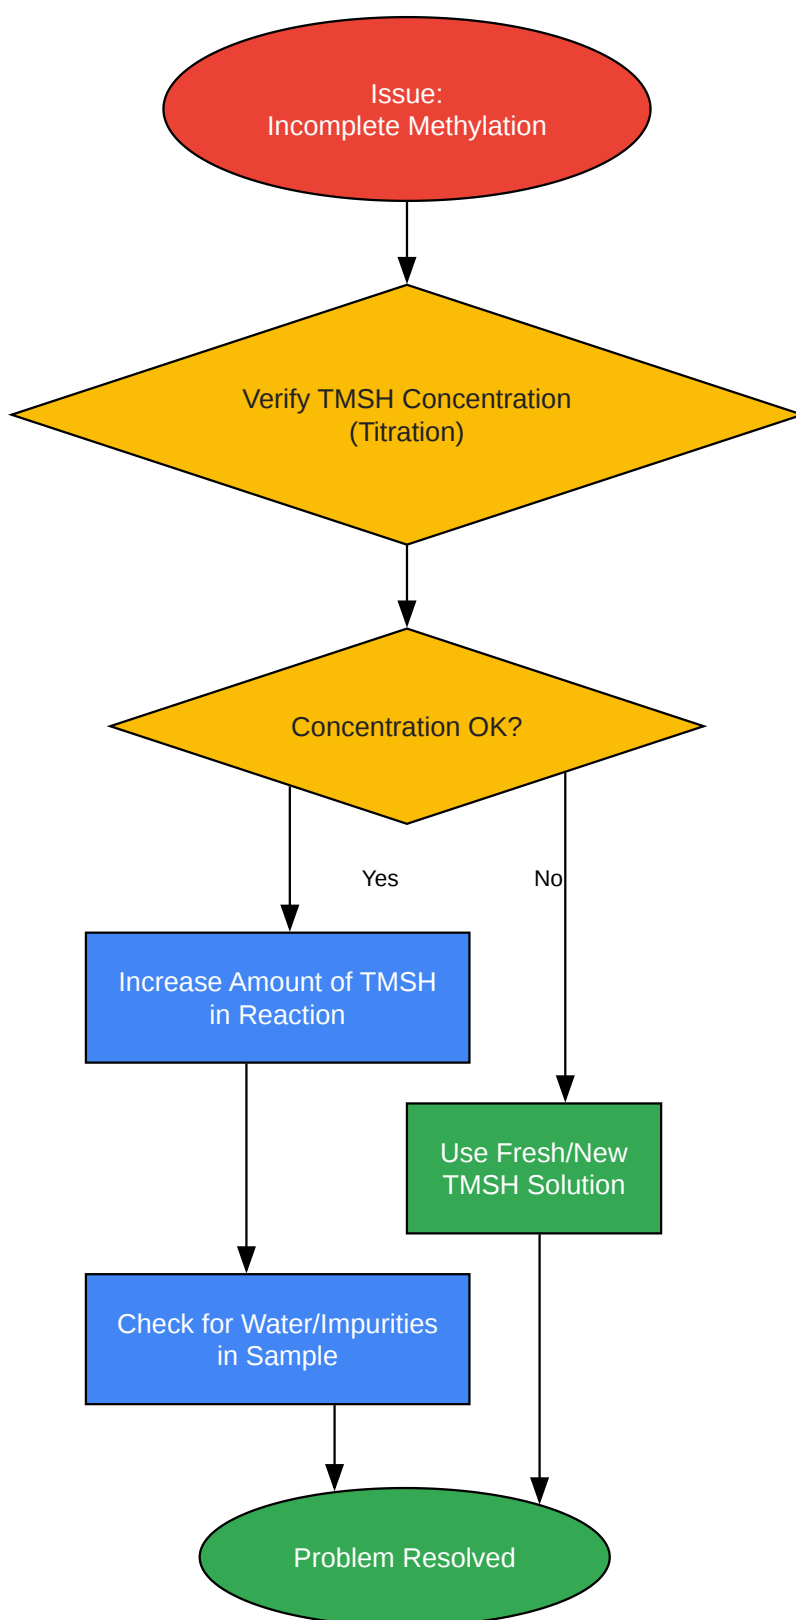 Issue:
Incomplete Methylation
Verify TMSH Concentration
(Titration)
Concentration OK?
Yes
No
Increase Amount of TMSH
in Reaction
Use Fresh/New
TMSH Solution
Check for Water/Impurities
in Sample
Problem Resolved